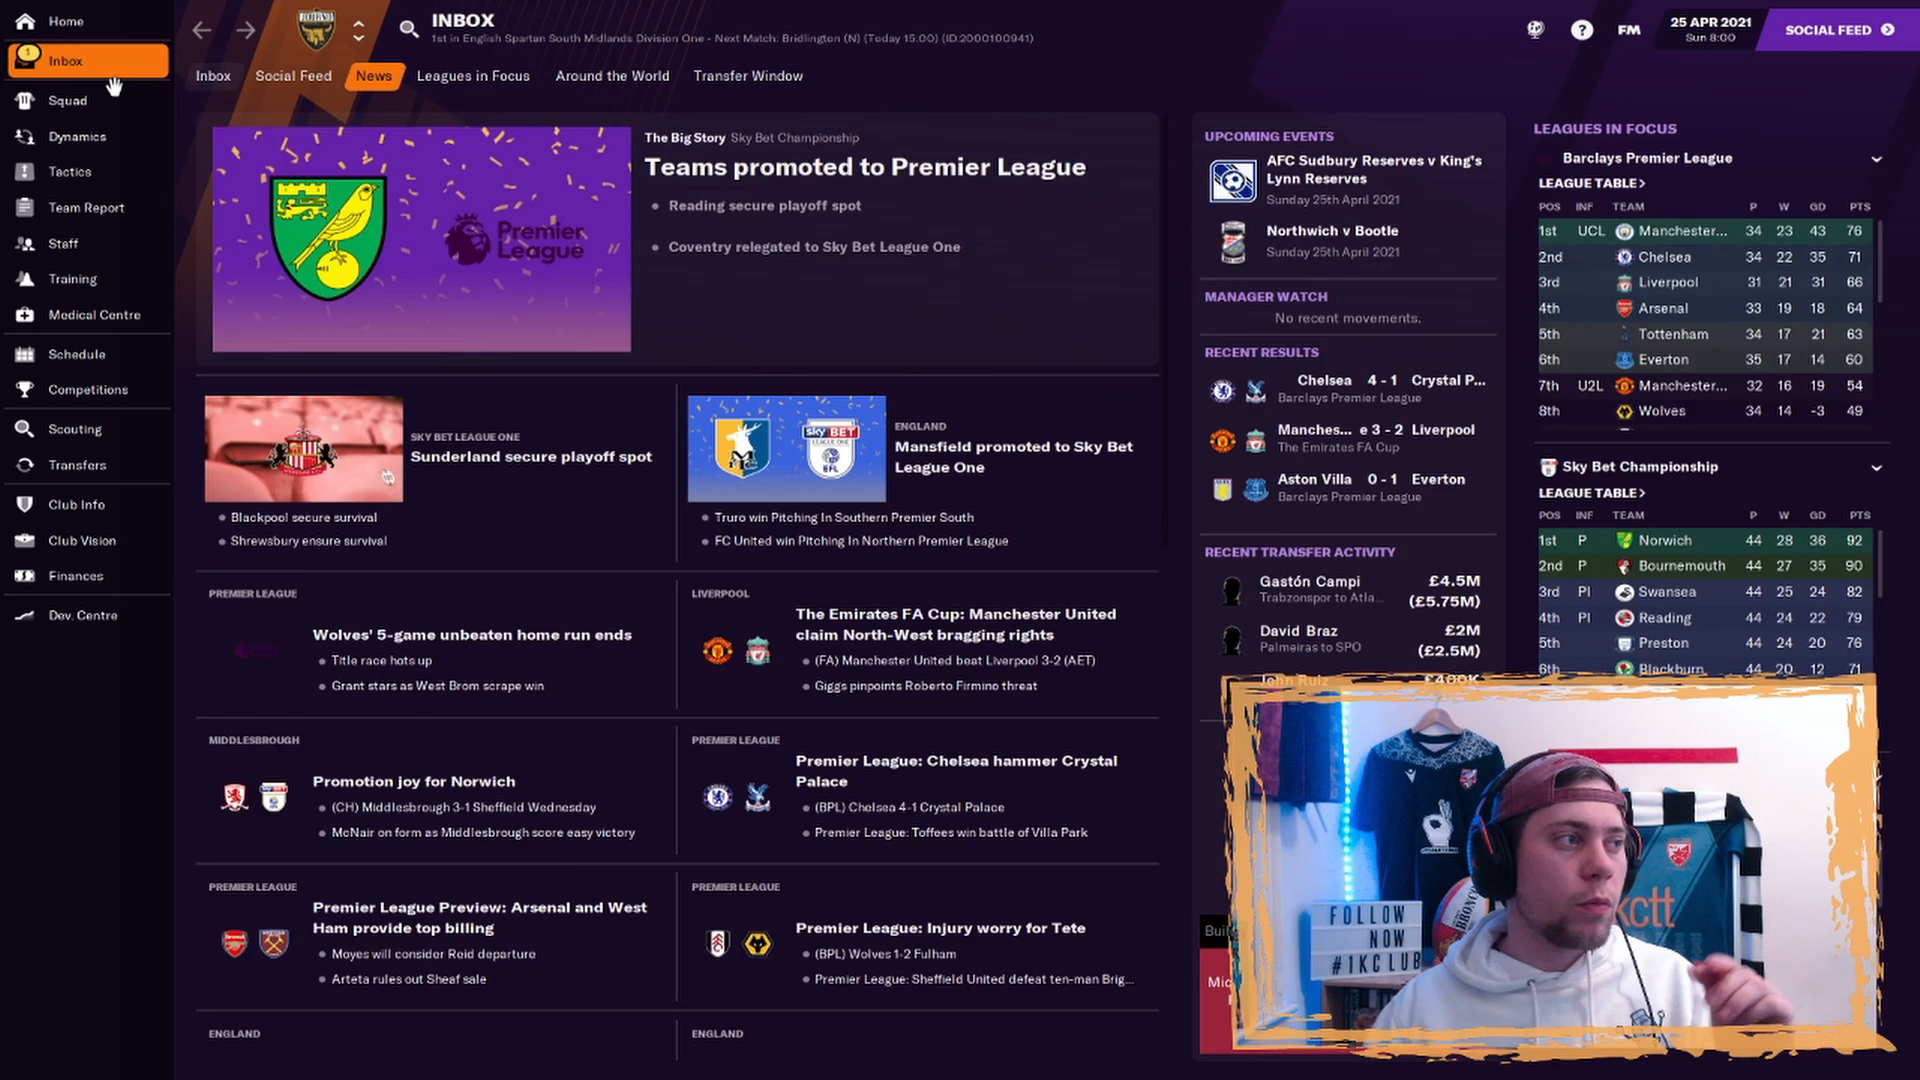 Home
1
Inbox
Squad
Dynamics
Tactics
Team Report
Staff
Training
Medical Centre
Schedule
Competitions
Scouting
Transfers
Club Info
Club Vision
Finances
Dev. Centre
INBOX
1st in English Spartan South Midlands Division One - Next Match: Bridlington (N) (Today 15:00) (ID:2000100941)
?
FM
25 APR 2021
Sun 8:00
SOCIAL FEED
Inbox
Social Feed
News
Leagues in Focus
Around the World
Transfer Window
Premier League
The Big Story Sky Bet Championship
Teams promoted to Premier League
Reading secure playoff spot
Coventry relegated to Sky Bet League One
SKY BET LEAGUE ONE
Sunderland secure playoff spot
Blackpool secure survival
Shrewsbury ensure survival
sky BET
EFL
ENGLAND
Mansfield promoted to Sky Bet
League One
Truro win Pitching In Southern Premier South
FC United win Pitching In Northern Premier League
PREMIER LEAGUE
Wolves' 5-game unbeaten home run ends
Title race hots up
Grant stars as West Brom scrape win
LIVERPOOL
The Emirates FA Cup: Manchester United
claim North-West bragging rights
(FA) Manchester United beat Liverpool 3-2 (AET)
Giggs pinpoints Roberto Firmino threat
MIDDLESBROUGH
Promotion joy for Norwich
(CH) Middlesbrough 3-1 Sheffield Wednesday
McNair on form as Middlesbrough score easy victory
PREMIER LEAGUE
Premier League: Chelsea hammer Crystal
Palace
(BPL) Chelsea 4-1 Crystal Palace
Premier League: Toffees win battle of Villa Park
PREMIER LEAGUE
Premier League Preview: Arsenal and West
Ham provide top billing
Moyes will consider Reid departure
Arteta rules out Sheaf sale
PREMIER LEAGUE
Premier League: Injury worry for Tete
(BPL) Wolves 1-2 Fulham
Premier League: Sheffield United defeat ten-man Brig...
ENGLAND
ENGLAND
UPCOMING EVENTS
AFC Sudbury Reserves v King's
Lynn Reserves
Sunday 25th April 2021
Northwich v Bootle
Sunday 25th April 2021
MANAGER WATCH
No recent movements.
RECENT RESULTS
Chelsea 4 - 1 Crystal P...
Barclays Premier League
Manches... e 3 - 2 Liverpool
The Emirates FA Cup
Aston Villa 0 - 1 Everton
Barclays Premier League
RECENT TRANSFER ACTIVITY
Gastón Campi £4.5M
Trabzonspor to Atla... (£5.75M)
David Braz £2M
Palmeiras to SPO (£2.5M)
John Ruiz £400K
LEAGUES IN FOCUS
Barclays Premier League
LEAGUE TABLE>
POS INF TEAM P W GD PTS
1st UCL Manchester... 34 23 43 76
2nd Chelsea 34 22 35 71
3rd Liverpool 31 21 31 66
4th Arsenal 33 19 18 64
5th Tottenham 34 17 21 63
6th Everton 35 17 14 60
7th U2L Manchester... 32 16 19 54
8th Wolves 34 14 -3 49
Sky Bet Championship
LEAGUE TABLE>
POS INF TEAM P W GD PTS
1st P Norwich 44 28 36 92
2nd P Bournemouth 44 27 35 90
3rd Pl Swansea 44 25 24 82
4th Pl Reading 44 24 22 79
5th Preston 44 24 20 76
6th Blackburn 44 20 12 71
FOLLOW
NOW
#1KCLUB
BRONCO
kctt